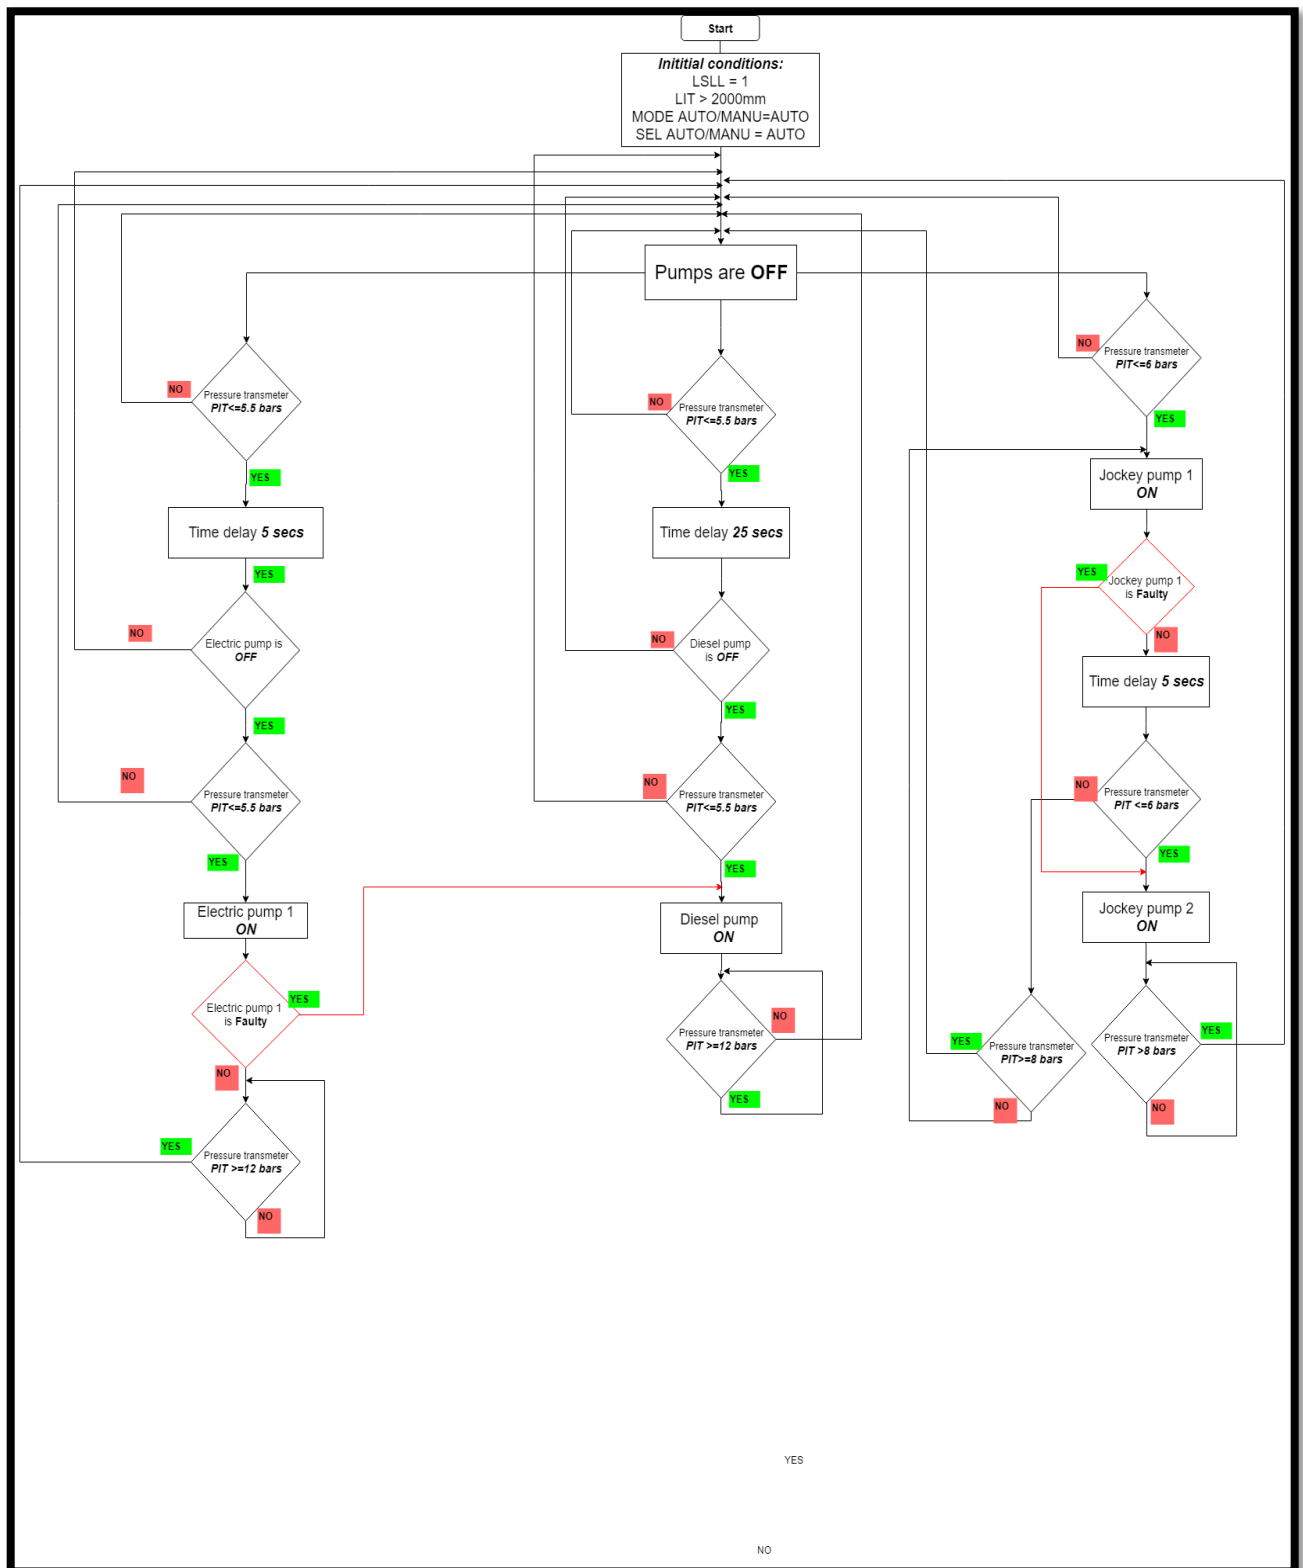 Start
Inititial conditions:
LSLL = 1
LIT > 2000mm
MODE AUTO/MANU=AUTO
SEL AUTO/MANU = AUTO
Pumps are OFF
NO
Pressure transmeter
PIT<=5.5 bars
YES
Time delay 5 secs
YES
NO
Electric pump is
OFF
YES
NO
Pressure transmeter
PIT<=5.5 bars
YES
Electric pump 1
ON
YES
Electric pump 1
is Faulty
NO
YES
Pressure transmeter
PIT >=12 bars
NO
NO
Pressure transmeter
PIT<=5.5 bars
YES
Time delay 25 secs
NO
Diesel pump
is OFF
YES
NO
Pressure transmeter
PIT<=5.5 bars
YES
Diesel pump
ON
NO
Pressure transmeter
PIT >=12 bars
YES
NO
Pressure transmeter
PIT<=6 bars
YES
Jockey pump 1
ON
YES
Jockey pump 1
is Faulty
NO
Time delay 5 secs
NO
Pressure transmeter
PIT <=6 bars
YES
Jockey pump 2
ON
YES
Pressure transmeter
PIT>=8 bars
NO
YES
Pressure transmeter
PIT >8 bars
NO
YES
NO